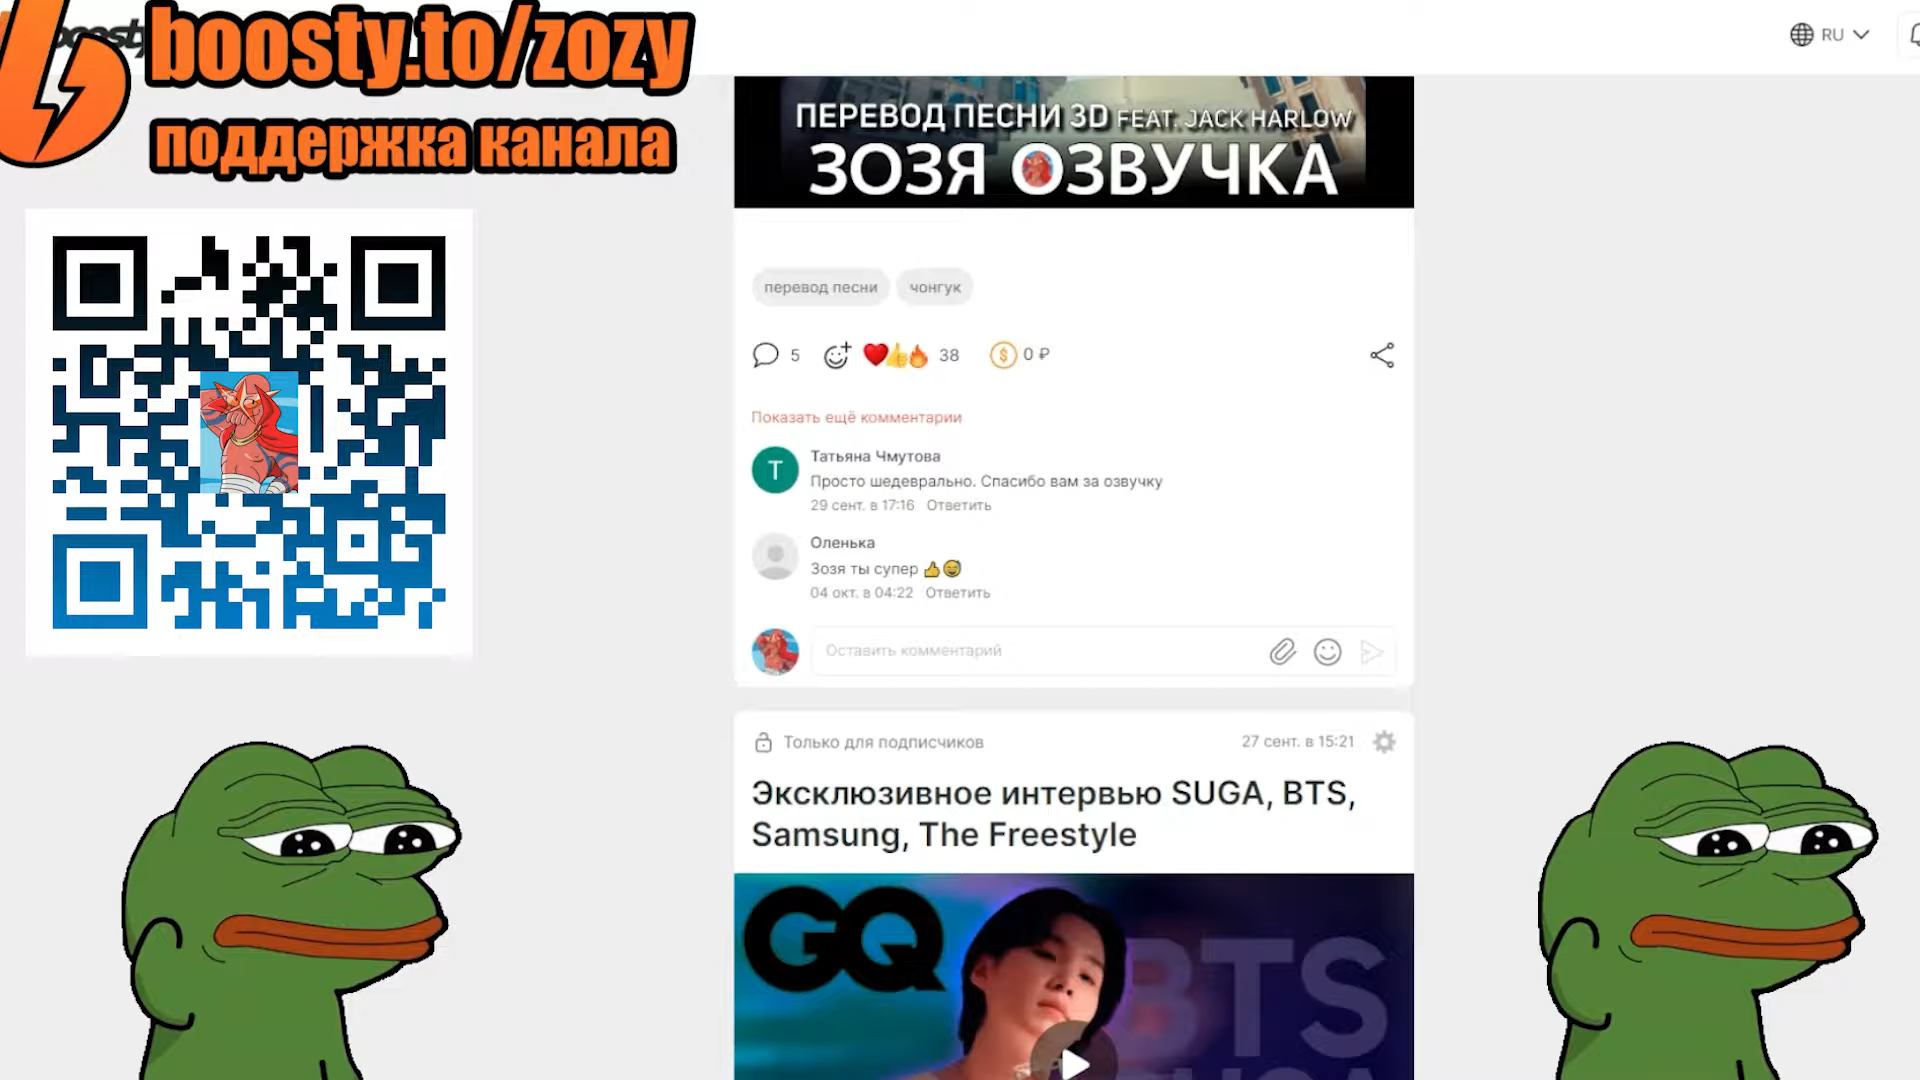 boosty
boosty.to/zozy
поддержка канала
RU
ПЕРЕВОД ПЕСНИ 3D FEAT. JACK HARLOW
ЗОЗЯ ОЗВУЧКА
перевод песни
чонгук
5
38
0 ₽
Показать ещё комментарии
T
Татьяна Чмутова
Просто шедеврально. Спасибо вам за озвучку
29 сент. в 17:16 Ответить
Оленька
Зозя ты супер 👍😅
04 окт. в 04:22 Ответить
Оставить комментарий
Только для подписчиков
27 сент. в 15:21
Эксклюзивное интервью SUGA, BTS,
Samsung, The Freestyle
GQ
BTS
SUGA